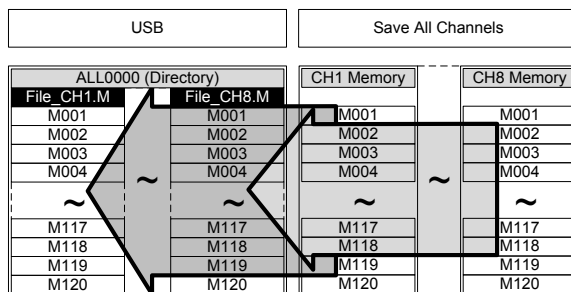 USB Save All Channels
ALL0000 (Directory) CH1 Memory CH8 Memory
File_CH1.M File_CH8.M
M001 M001 M001 M001
M002 M002 M002 M002
M003 M003 M003 M003
M004 M004 M004 M004
~ ~ ~ ~ ~ ~
M117 M117 M117 M117
M118 M118 M118 M118
M119 M119 M119 M119
M120 M120 M120 M120